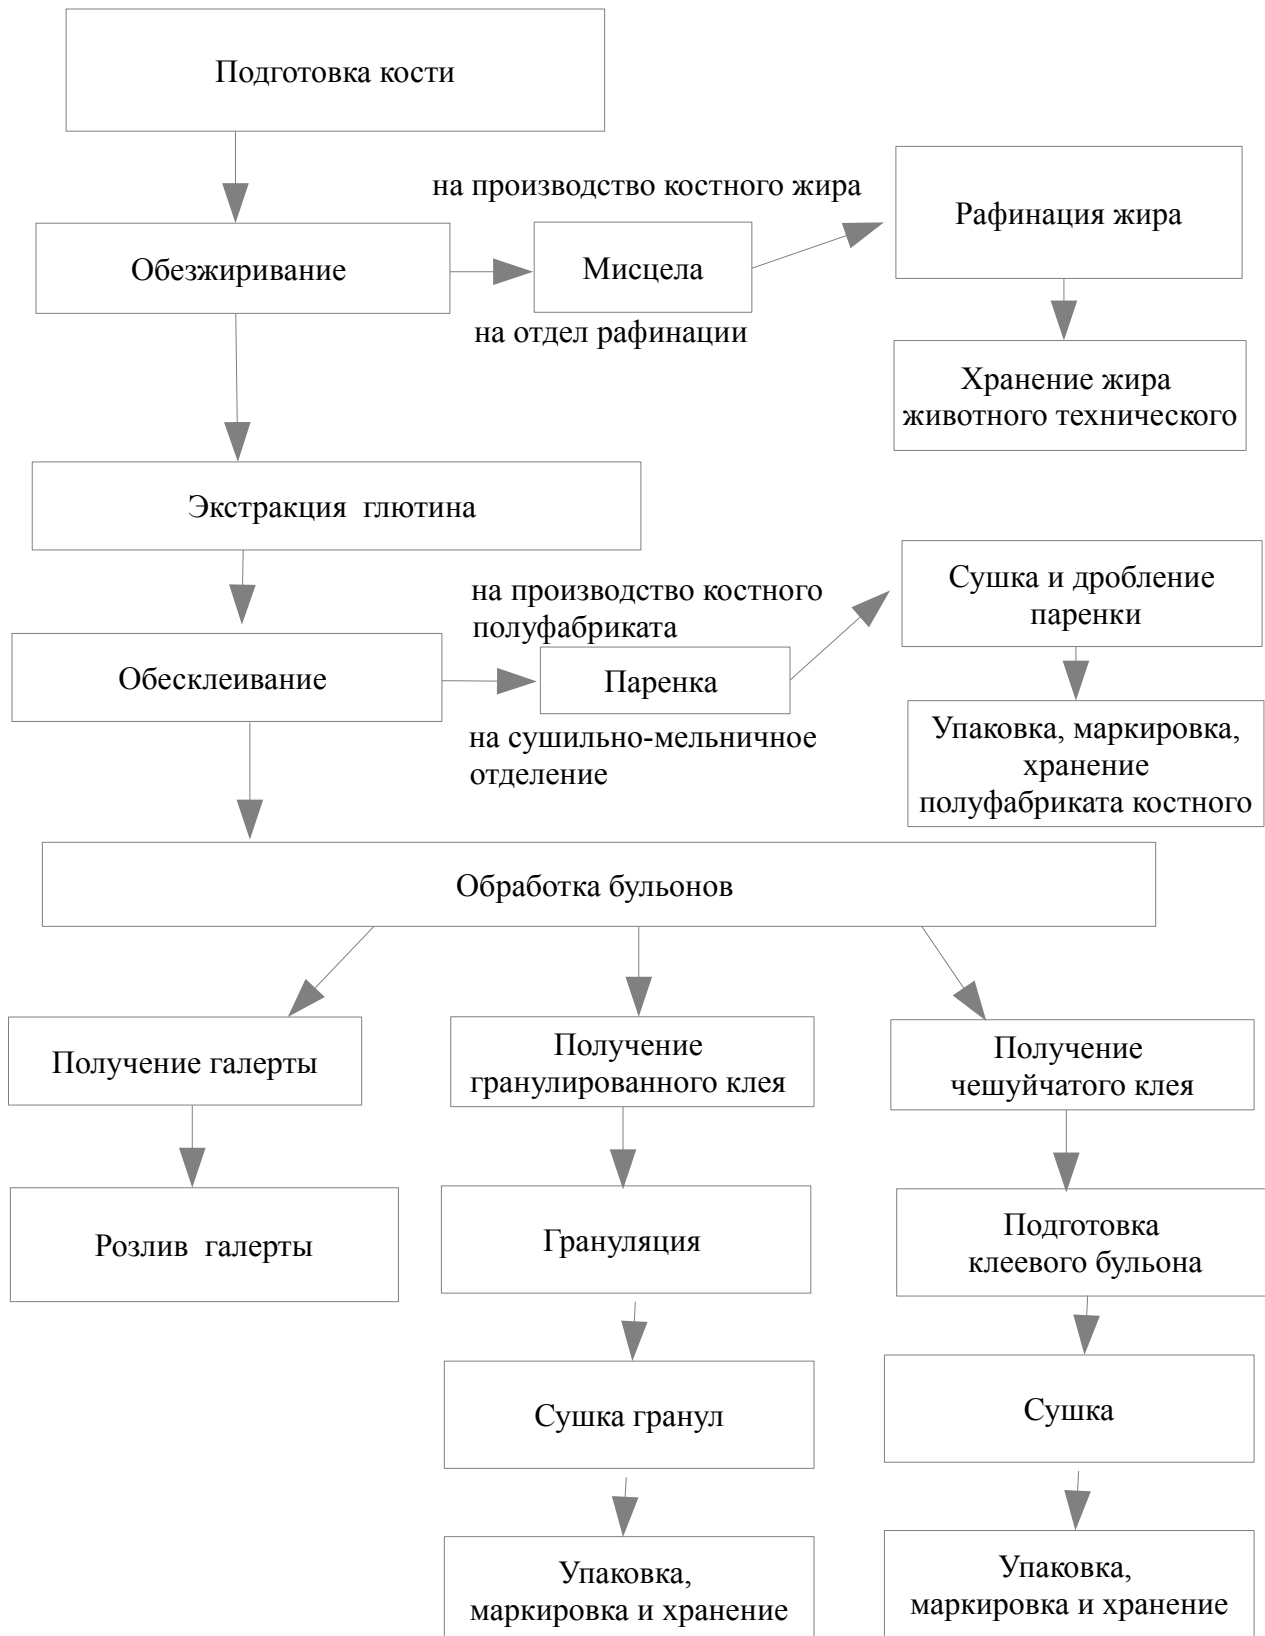 Подготовка кости
на производство костного жира
Рафинация жира
Обезжиривание
Мисцела
на отдел рафинации
Хранение жира
животного технического
Экстракция глютина
на производство костного
полуфабриката
Сушка и дробление
паренки
Обесклеивание
Паренка
на сушильно-мельничное
отделение
Упаковка, маркировка,
хранение
полуфабриката костного
Обработка бульонов
Получение галерты
Получение
гранулированного клея
Получение
чешуйчатого клея
Розлив галерты
Грануляция
Подготовка
клеевого бульона
Сушка гранул
Сушка
Упаковка,
маркировка и хранение
Упаковка,
маркировка и хранение